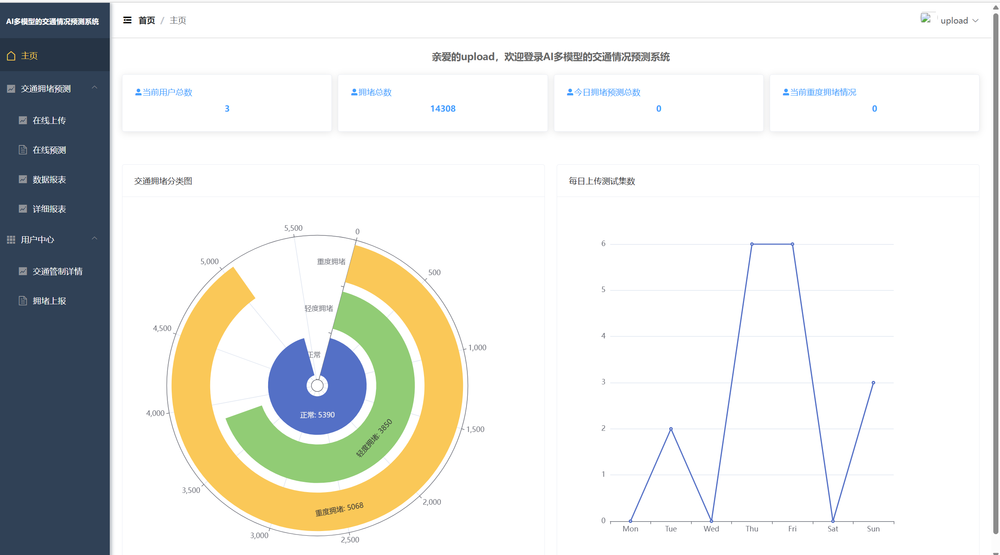 AI多模型的交通情况预测系统
首页 / 主页
upload
主页
交通拥堵预测
在线上传
在线预测
数据报表
详细报表
用户中心
交通管制详情
拥堵上报
亲爱的upload，欢迎登录AI多模型的交通情况预测系统
当前用户总数
3
拥堵总数
14308
今日拥堵预测总数
0
当前重度拥堵情况
0
交通拥堵分类图
0
500
1,000
1,500
2,000
2,500
3,000
3,500
4,000
4,500
5,000
5,500
重度拥堵
轻度拥堵
正常
正常: 5390
轻度拥堵: 3850
重度拥堵: 5068
每日上传测试集数
6
5
4
3
2
1
0
Mon Tue Wed Thu Fri Sat Sun